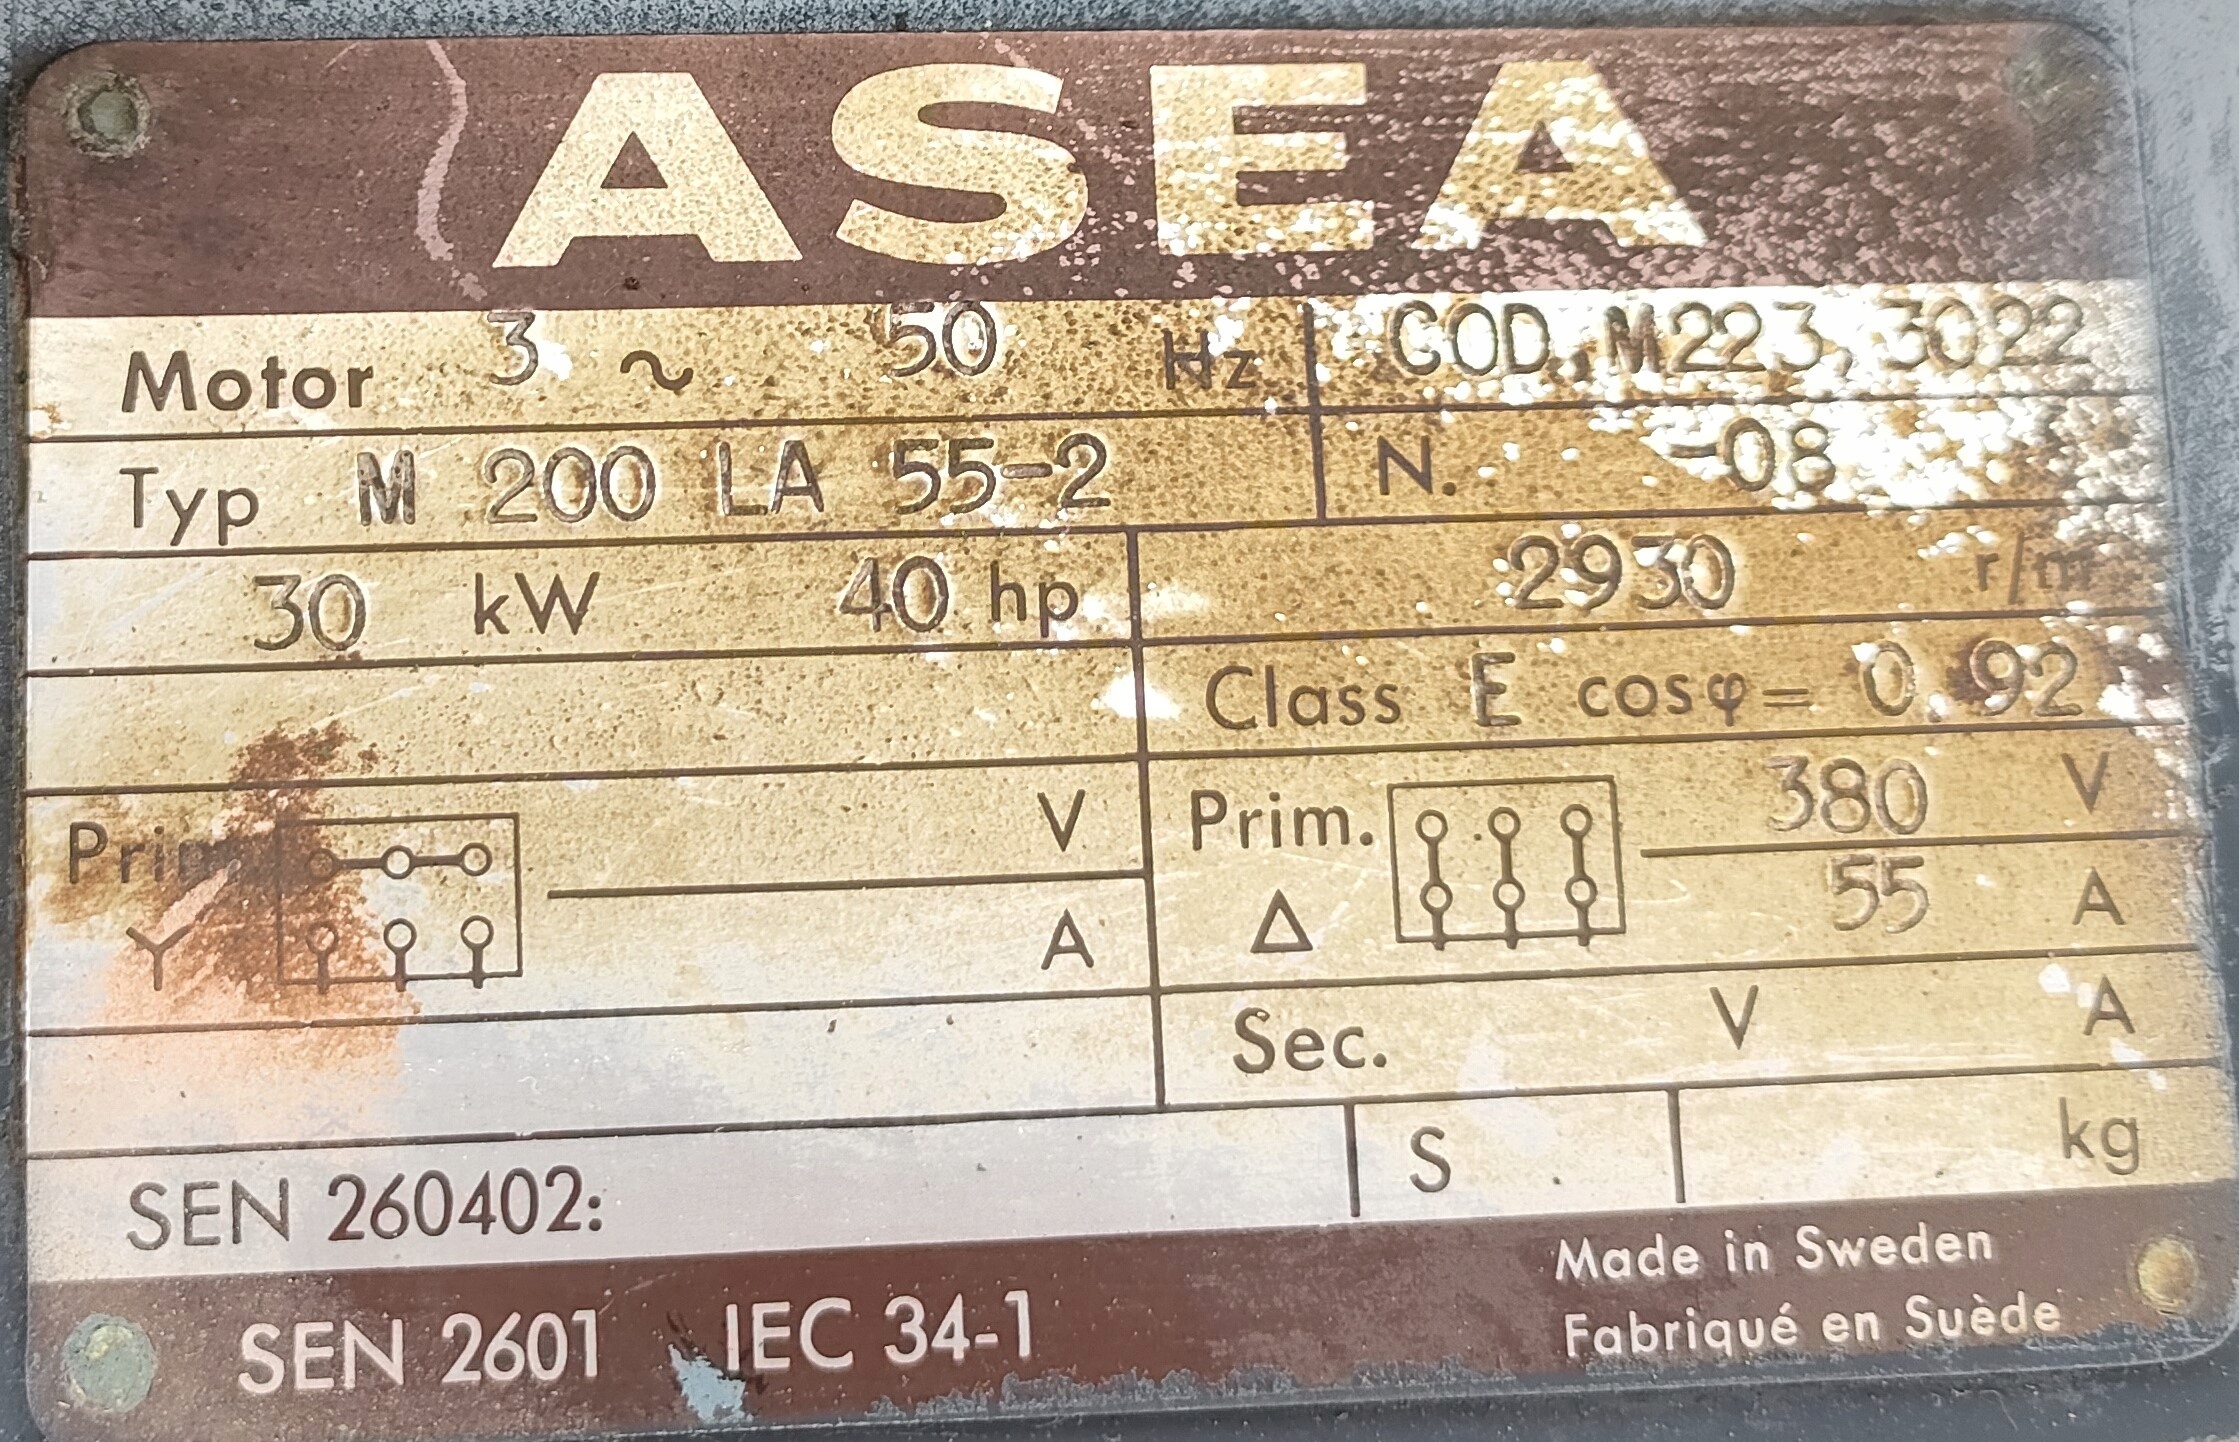 ASEA
Motor 3 ~ 50 Hz COD. M223, 3022
Typ M 200 LA 55-2 N. -08
30 kW 40 hp 2930 r/m
Class E cosφ= 0.92
Prim. V Prim. 380 V
Y A Δ 55 A
Sec. V A
S kg
SEN 260402:
SEN 2601 IEC 34-1 Made in Sweden
Fabriqué en Suède